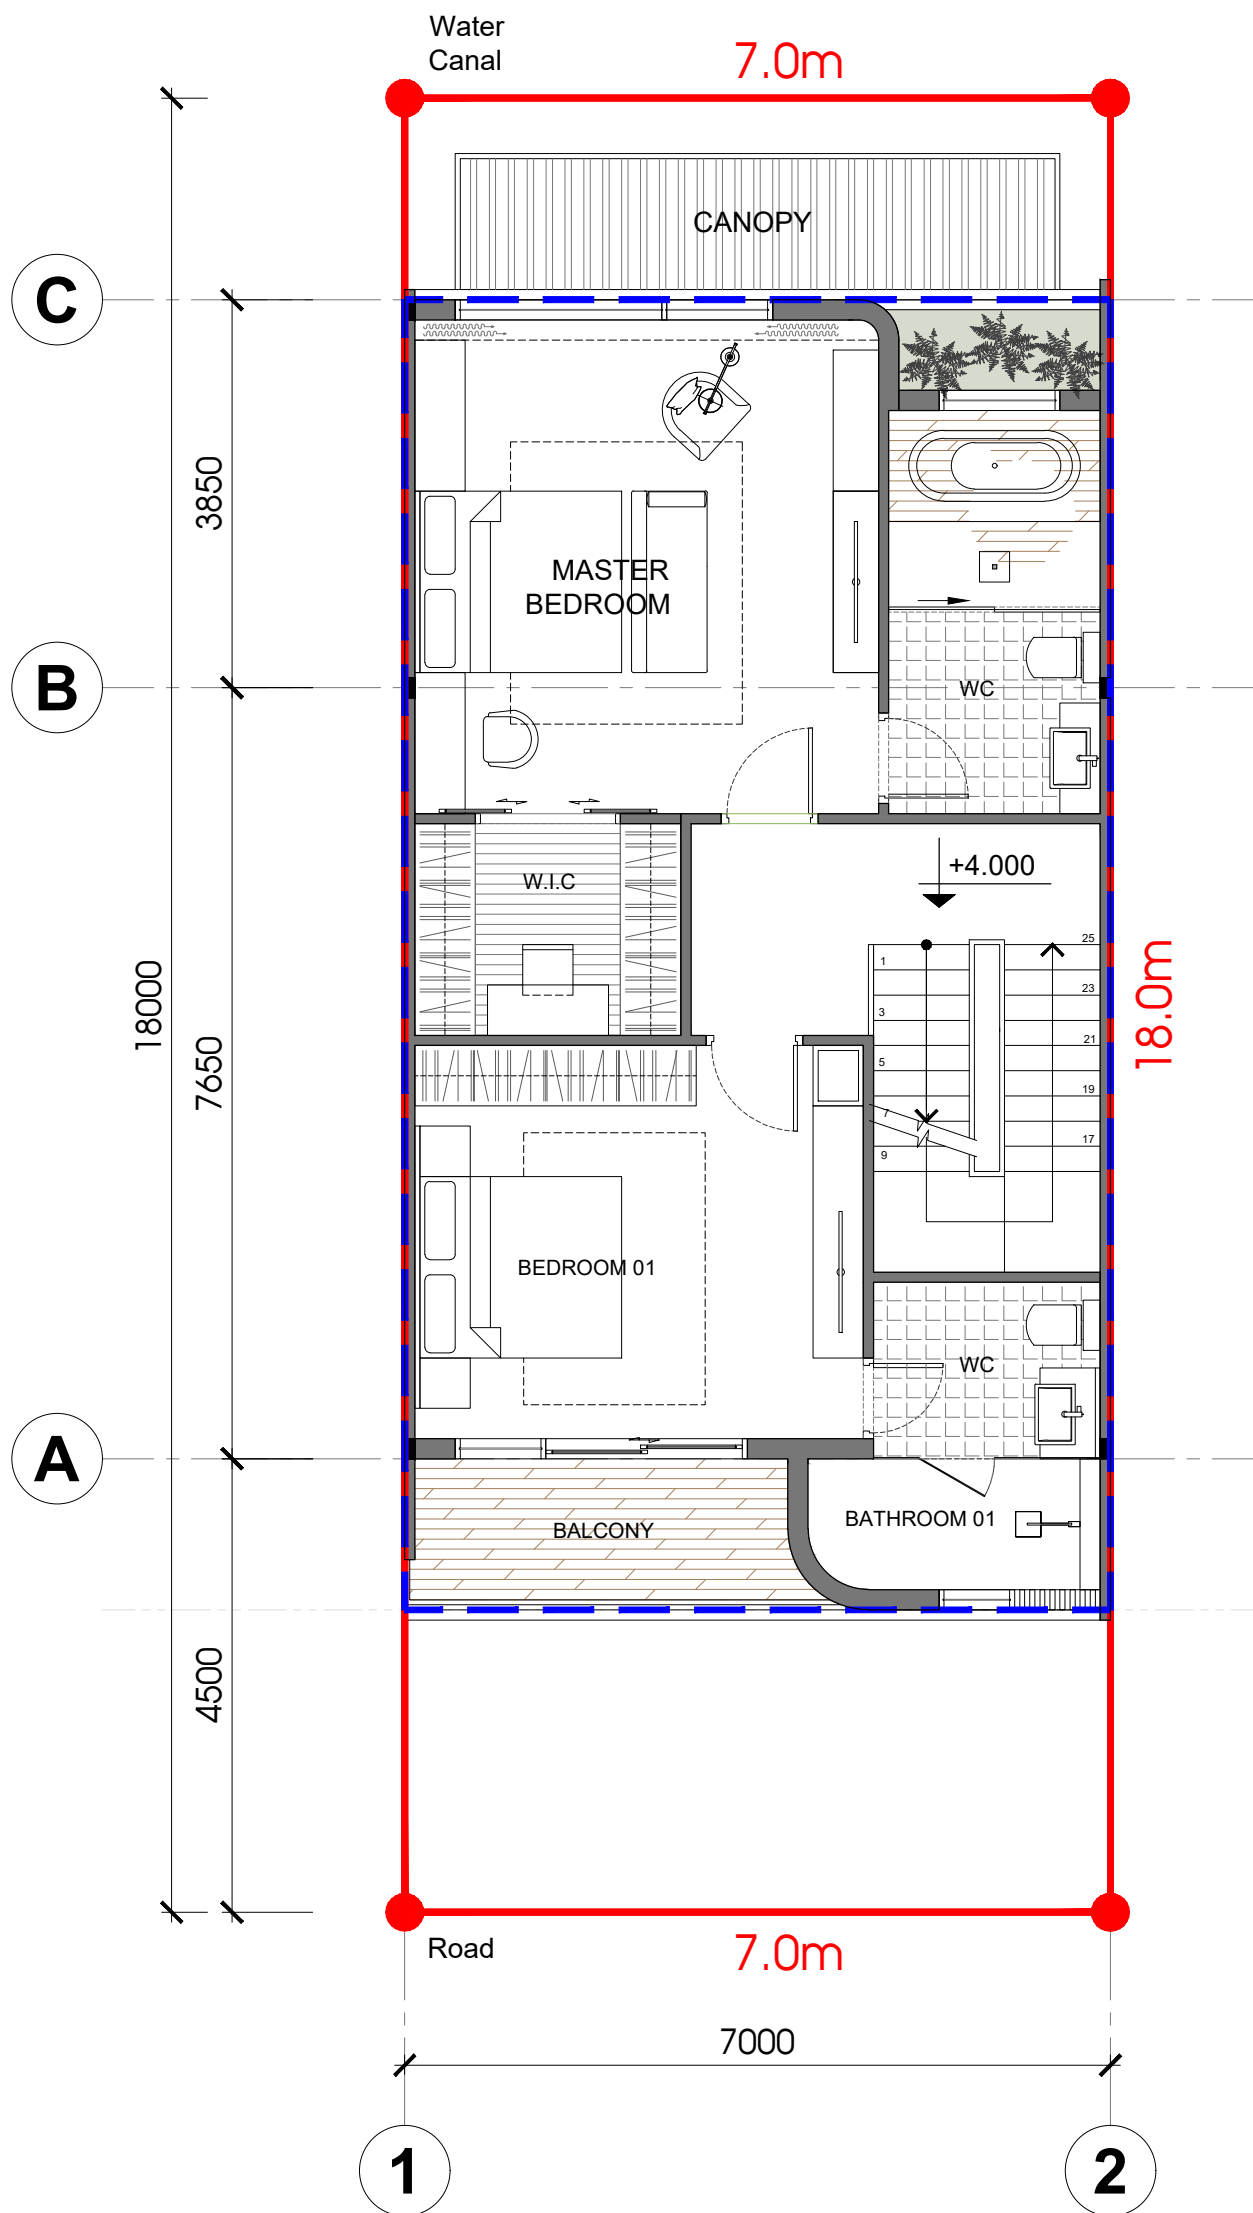 Water
Canal
7.0m
CANOPY
C
3850
MASTER
BEDROOM
B
WC
W.I.C
+4.000
18000
7650
18.0m
25
1
23
3
21
5
19
7
17
9
BEDROOM 01
WC
A
BATHROOM 01
BALCONY
4500
Road
7.0m
7000
1
2